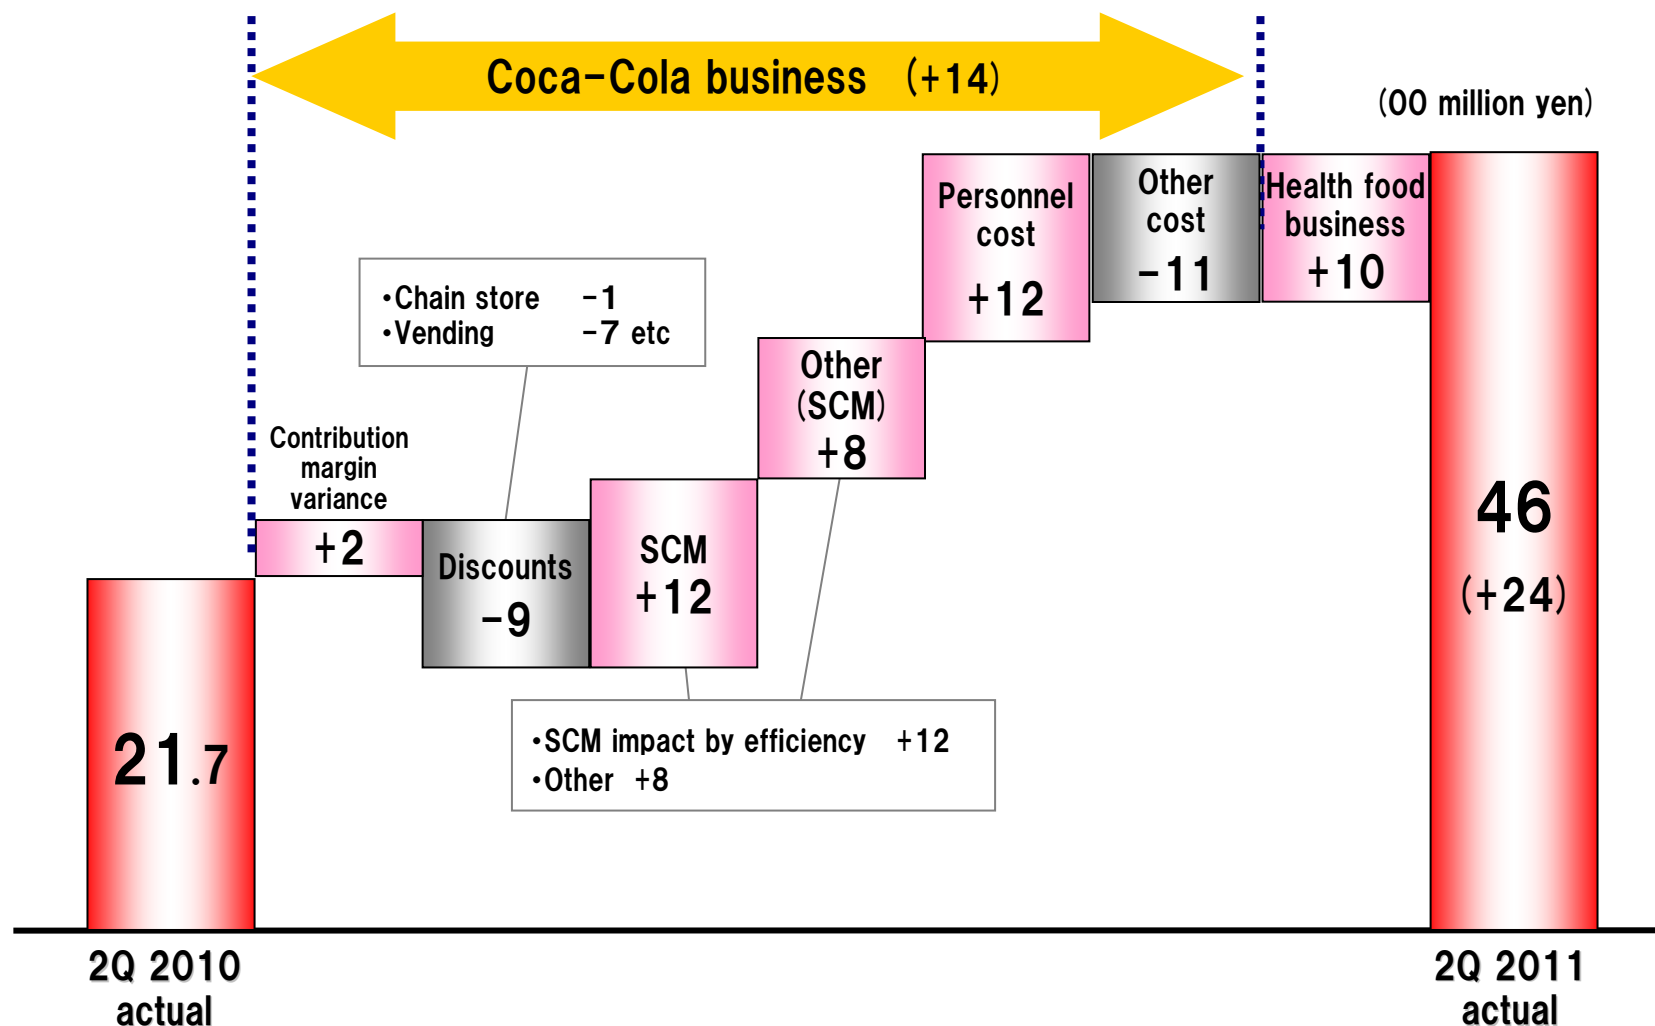 Coca-Cola business (+14)
(00 million yen)
Personnel
cost
+12
Other
cost
-11
Health food
business
+10
・Chain store -1
・Vending -7 etc
Other
(SCM)
+8
Contribution
margin
variance
+2
Discounts
-9
SCM
+12
46
(+24)
21.7
・SCM impact by efficiency +12
・Other +8
2Q 2010
actual
2Q 2011
actual